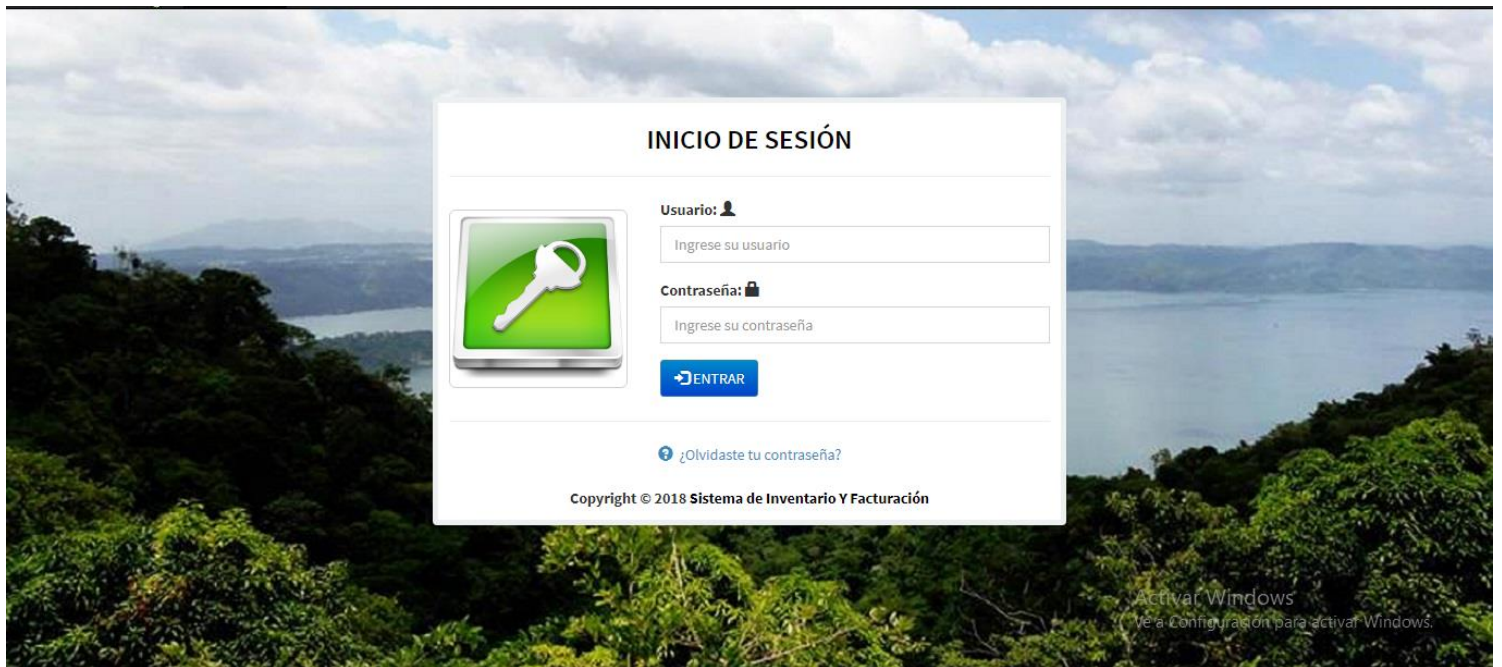 INICIO DE SESIÓN
Usuario:
Ingrese su usuario
Contraseña:
Ingrese su contraseña
ENTRAR
¿Olvidaste tu contraseña?
Copyright © 2018 Sistema de Inventario Y Facturación
Activar Windows
Ve a Configuración para activar Windows.